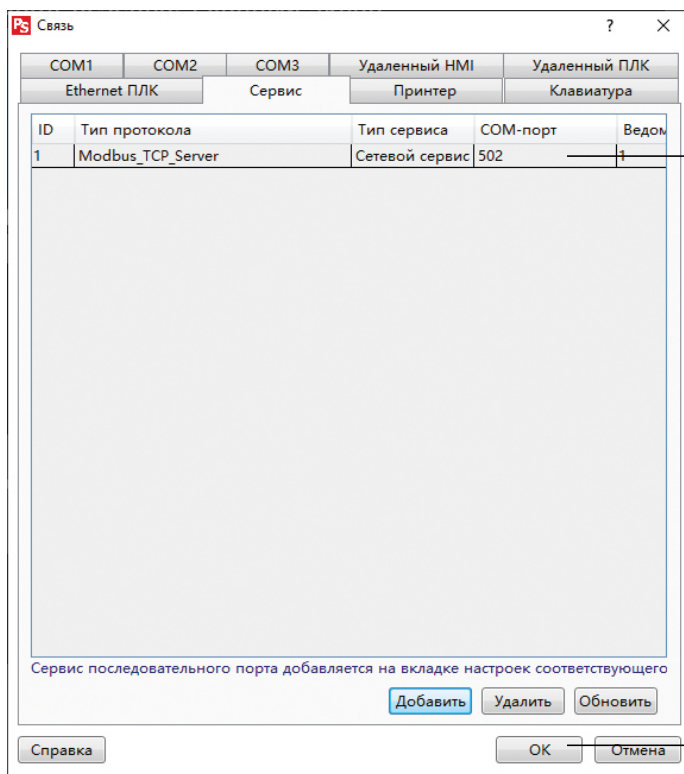 PS Связь ? ×
COM1 COM2 COM3 Удаленный HMI Удаленный ПЛК
Ethernet ПЛК Сервис Принтер Клавиатура
ID Тип протокола Тип сервиса COM-порт Ведом
1 Modbus_TCP_Server Сетевой сервис 502 1
Сервис последовательного порта добавляется на вкладке настроек соответствующего
Добавить Удалить Обновить
Справка OK Отмена